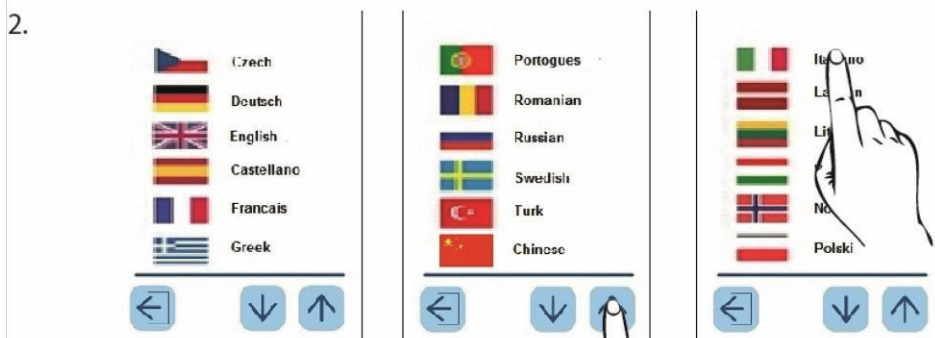 2.
Czech
Deutsch
English
Castellano
Francais
Greek
Portogues
Romanian
Russian
Swedish
Turk
Chinese
Polski